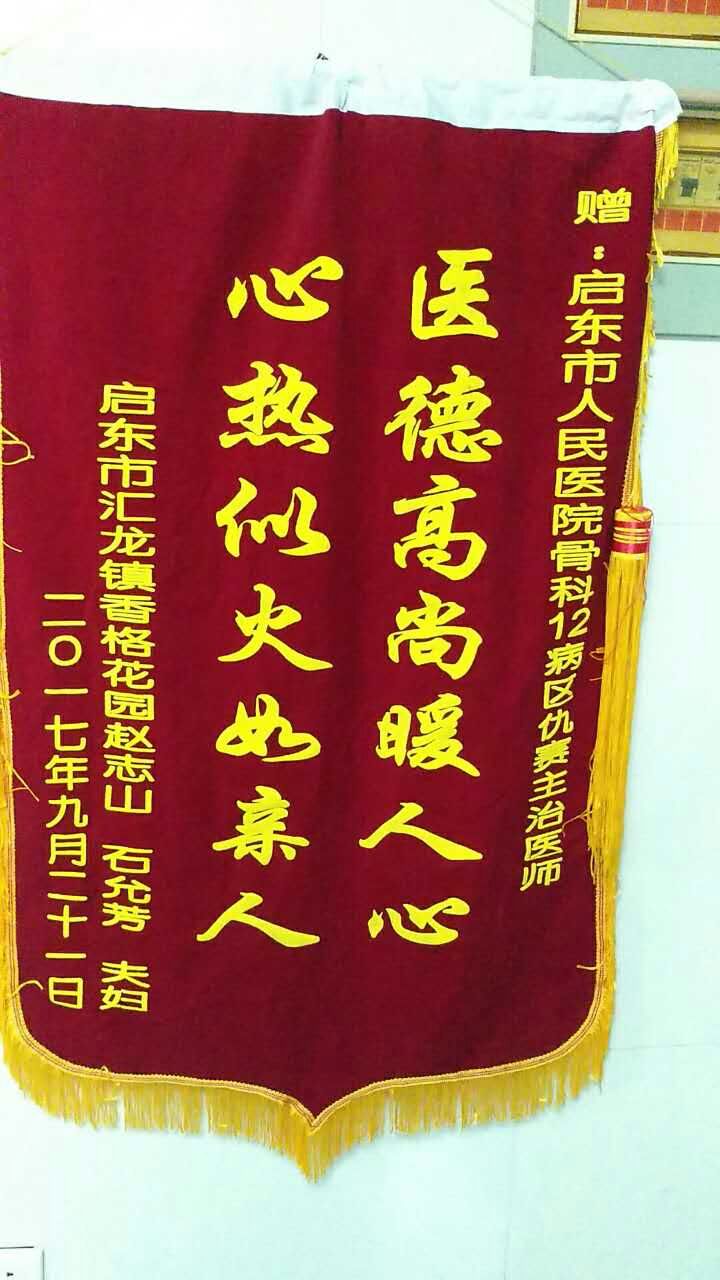 赠：启东市人民医院骨科12病区仇赛主治医师
医德高尚暖人心
心热似火如亲人
启东市汇龙镇香格花园赵志山 石允芳 夫妇
二〇一七年九月二十一日